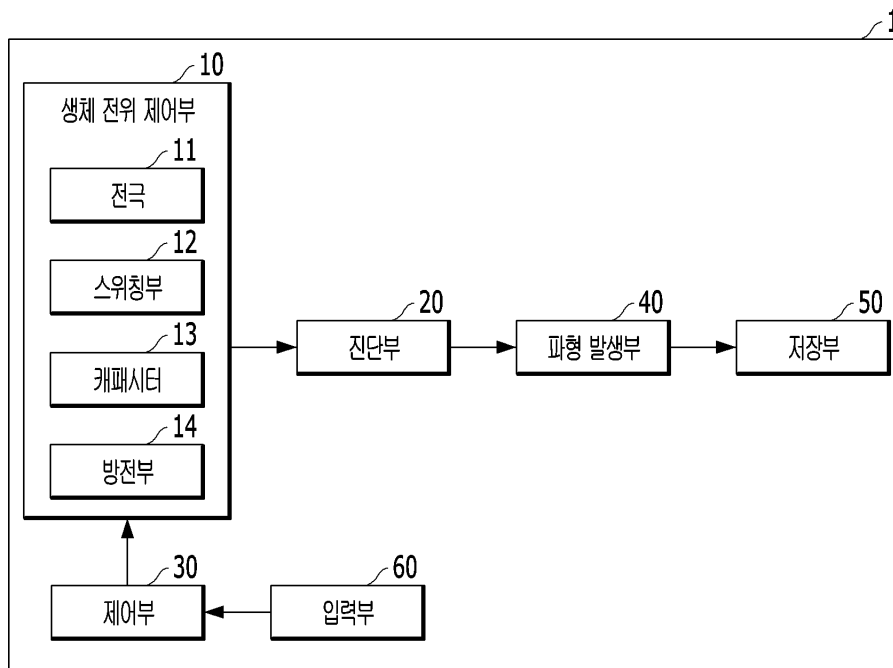 1
10
생체 전위 제어부
11
전극
12
스위칭부
13
캐패시터
14
방전부
20
진단부
40
파형 발생부
50
저장부
30
제어부
60
입력부